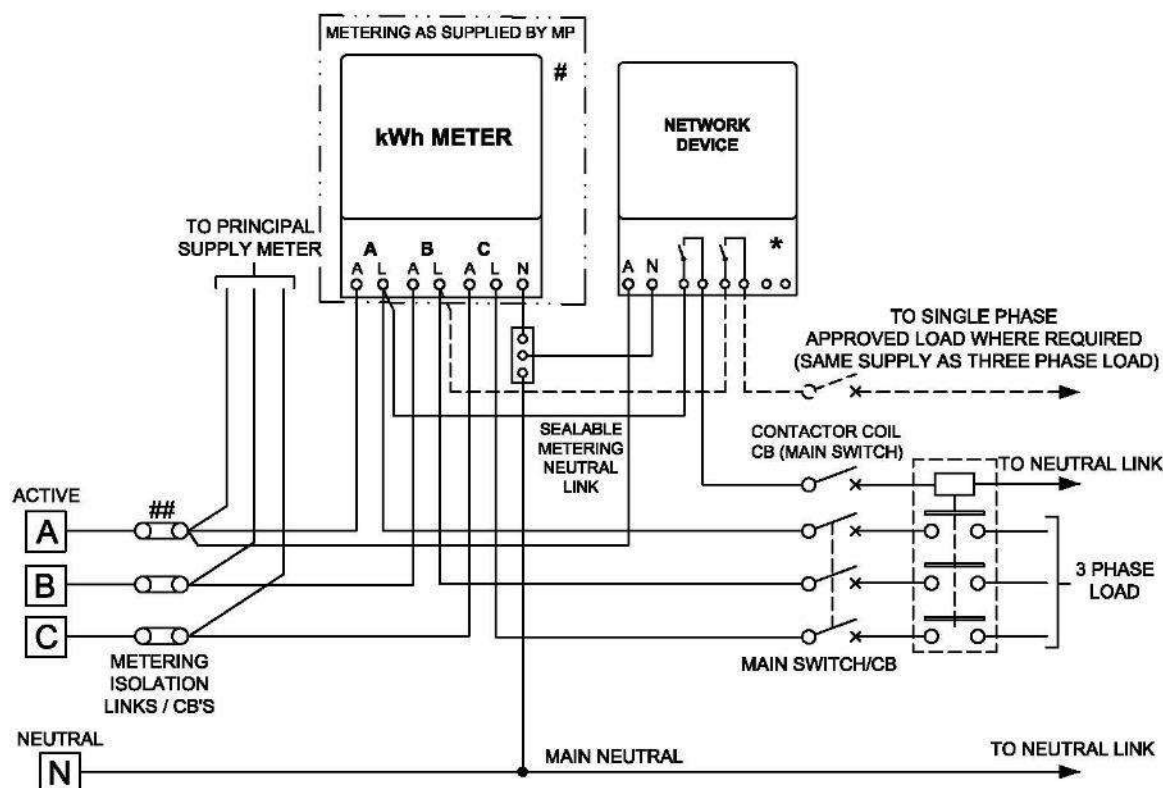 METERING AS SUPPLIED BY MP
#
kWh METER
NETWORK
DEVICE
TO PRINCIPAL
SUPPLY METER
A B C
A L A L A L N
A N
*
TO SINGLE PHASE
APPROVED LOAD WHERE REQUIRED
(SAME SUPPLY AS THREE PHASE LOAD)
SEALABLE
METERING
NEUTRAL
LINK
CONTACTOR COIL
CB (MAIN SWITCH)
TO NEUTRAL LINK
ACTIVE
##
A
B
C
3 PHASE
LOAD
METERING
ISOLATION
LINKS / CB'S
MAIN SWITCH/CB
NEUTRAL
N
MAIN NEUTRAL
TO NEUTRAL LINK